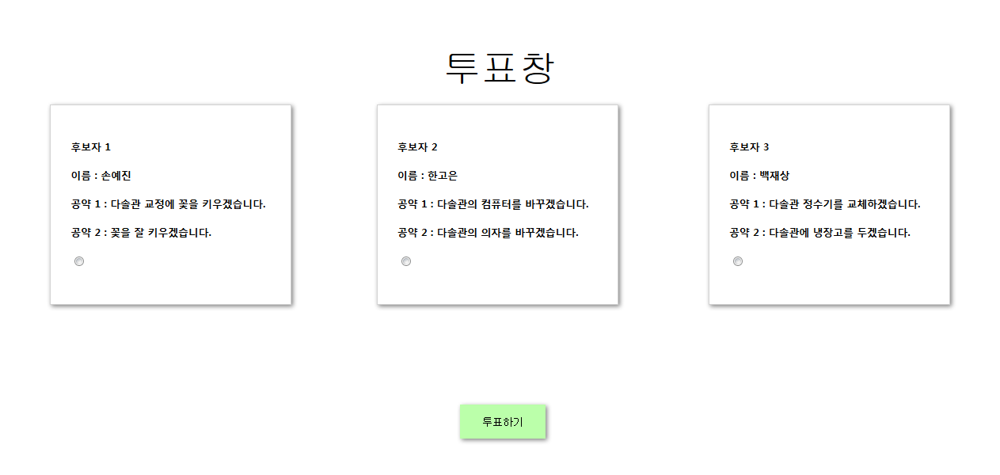 투표창
후보자 1
이름 : 손예진
공약 1 : 다솔관 교정에 꽃을 키우겠습니다.
공약 2 : 꽃을 잘 키우겠습니다.
후보자 2
이름 : 한고은
공약 1 : 다솔관의 컴퓨터를 바꾸겠습니다.
공약 2 : 다솔관의 의자를 바꾸겠습니다.
후보자 3
이름 : 백재상
공약 1 : 다솔관 정수기를 교체하겠습니다.
공약 2 : 다솔관에 냉장고를 두겠습니다.
투표하기